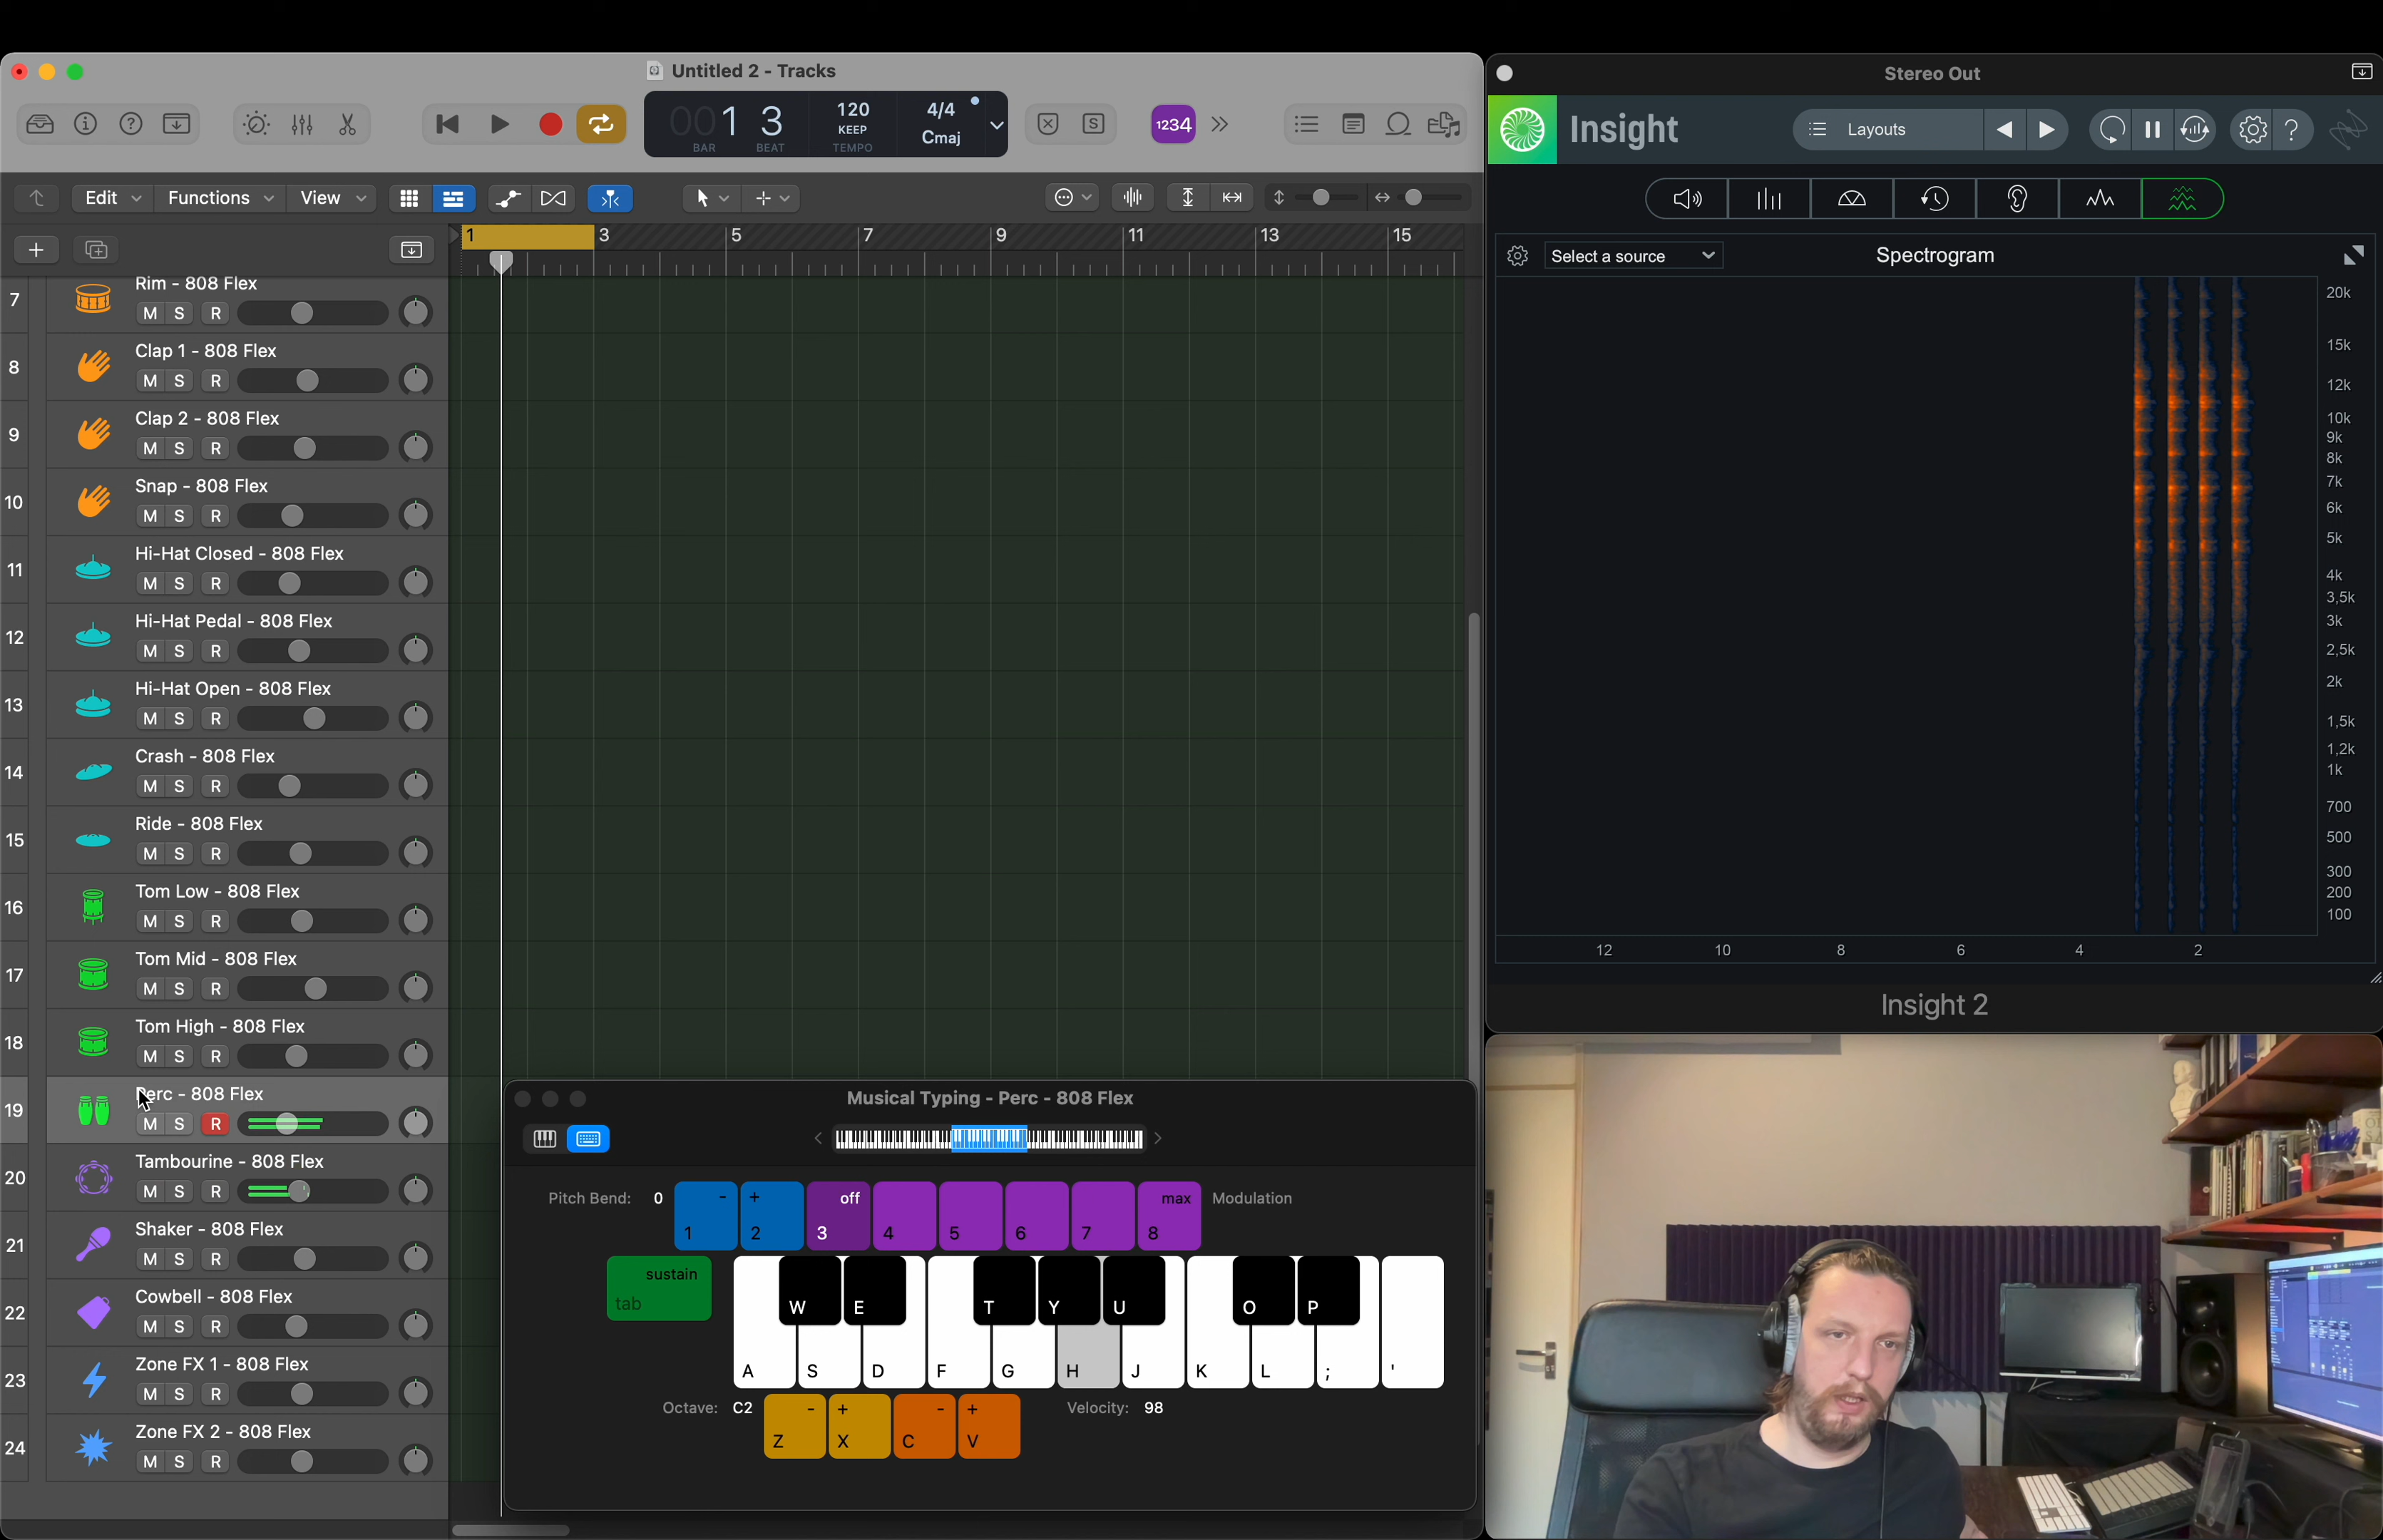 Untitled 2 - Tracks
001 3
BAR BEAT
120
KEEP
TEMPO
4/4
Cmaj
S
1234
Edit
Functions
View
1 3 5 7 9 11 13 15
7 Rim - 808 Flex
M S R
8 Clap 1 - 808 Flex
M S R
9 Clap 2 - 808 Flex
M S R
10 Snap - 808 Flex
M S R
11 Hi-Hat Closed - 808 Flex
M S R
12 Hi-Hat Pedal - 808 Flex
M S R
13 Hi-Hat Open - 808 Flex
M S R
14 Crash - 808 Flex
M S R
15 Ride - 808 Flex
M S R
16 Tom Low - 808 Flex
M S R
17 Tom Mid - 808 Flex
M S R
18 Tom High - 808 Flex
M S R
19 Perc - 808 Flex
M S R
20 Tambourine - 808 Flex
M S R
21 Shaker - 808 Flex
M S R
22 Cowbell - 808 Flex
M S R
23 Zone FX 1 - 808 Flex
M S R
24 Zone FX 2 - 808 Flex
M S R
Musical Typing - Perc - 808 Flex
Pitch Bend: 0
- + off max
1 2 3 4 5 6 7 8
Modulation
sustain
tab
W E T Y U O P
A S D F G H J K L ; '
Octave: C2
- + - +
Z X C V
Velocity: 98
Stereo Out
Insight
Layouts
?
Select a source
Spectrogram
20k
15k
12k
10k
9k
8k
7k
6k
5k
4k
3,5k
3k
2,5k
2k
1,5k
1,2k
1k
700
500
300
200
100
12 10 8 6 4 2
Insight 2